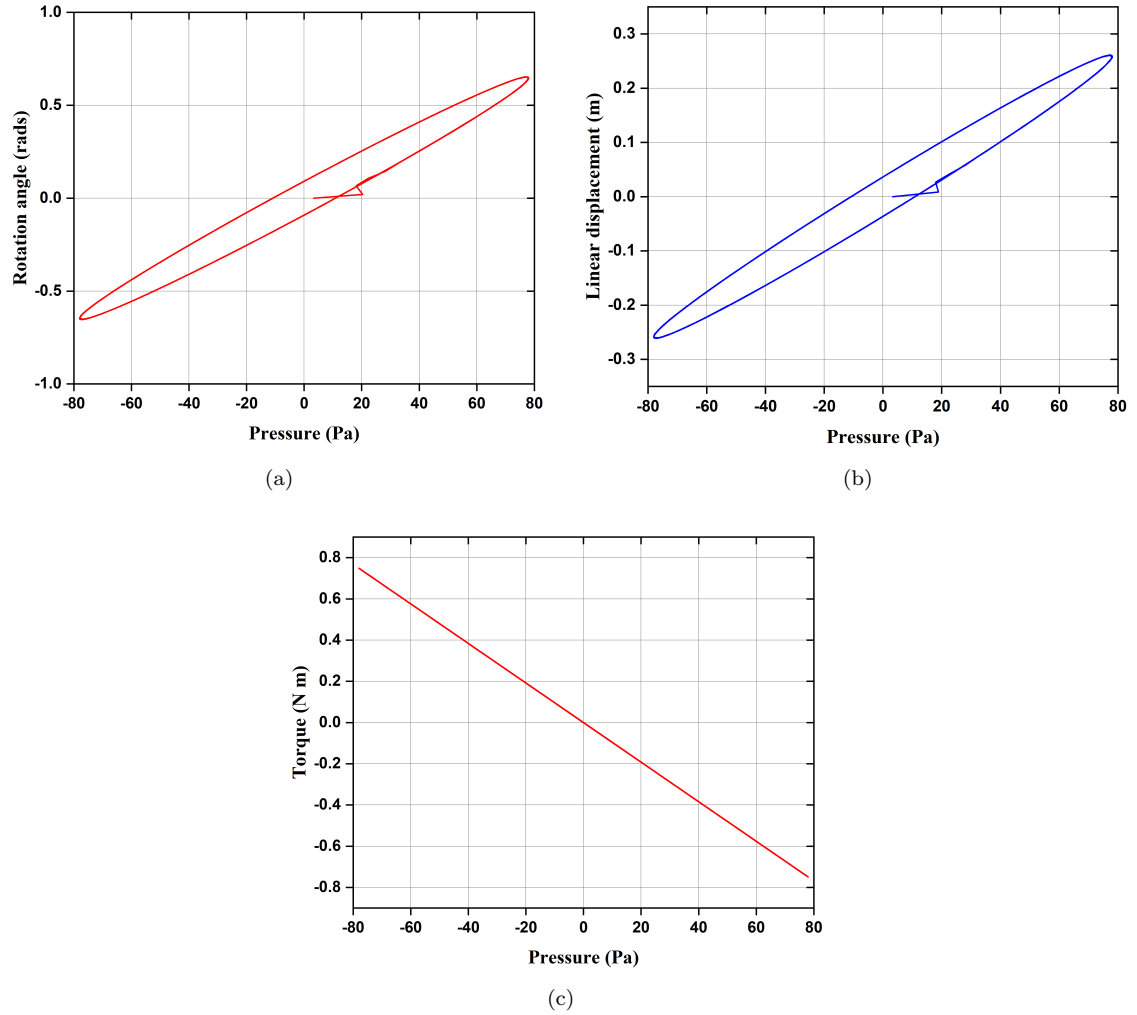 1.0
0.5
0.0
-0.5
-1.0
Rotation angle (rads)
-80 -60 -40 -20 0 20 40 60 80
Pressure (Pa)
(a)
0.3
0.2
0.1
0.0
-0.1
-0.2
-0.3
Linear displacement (m)
-80 -60 -40 -20 0 20 40 60 80
Pressure (Pa)
(b)
0.8
0.6
0.4
0.2
0.0
-0.2
-0.4
-0.6
-0.8
Torque (N m)
-80 -60 -40 -20 0 20 40 60 80
Pressure (Pa)
(c)